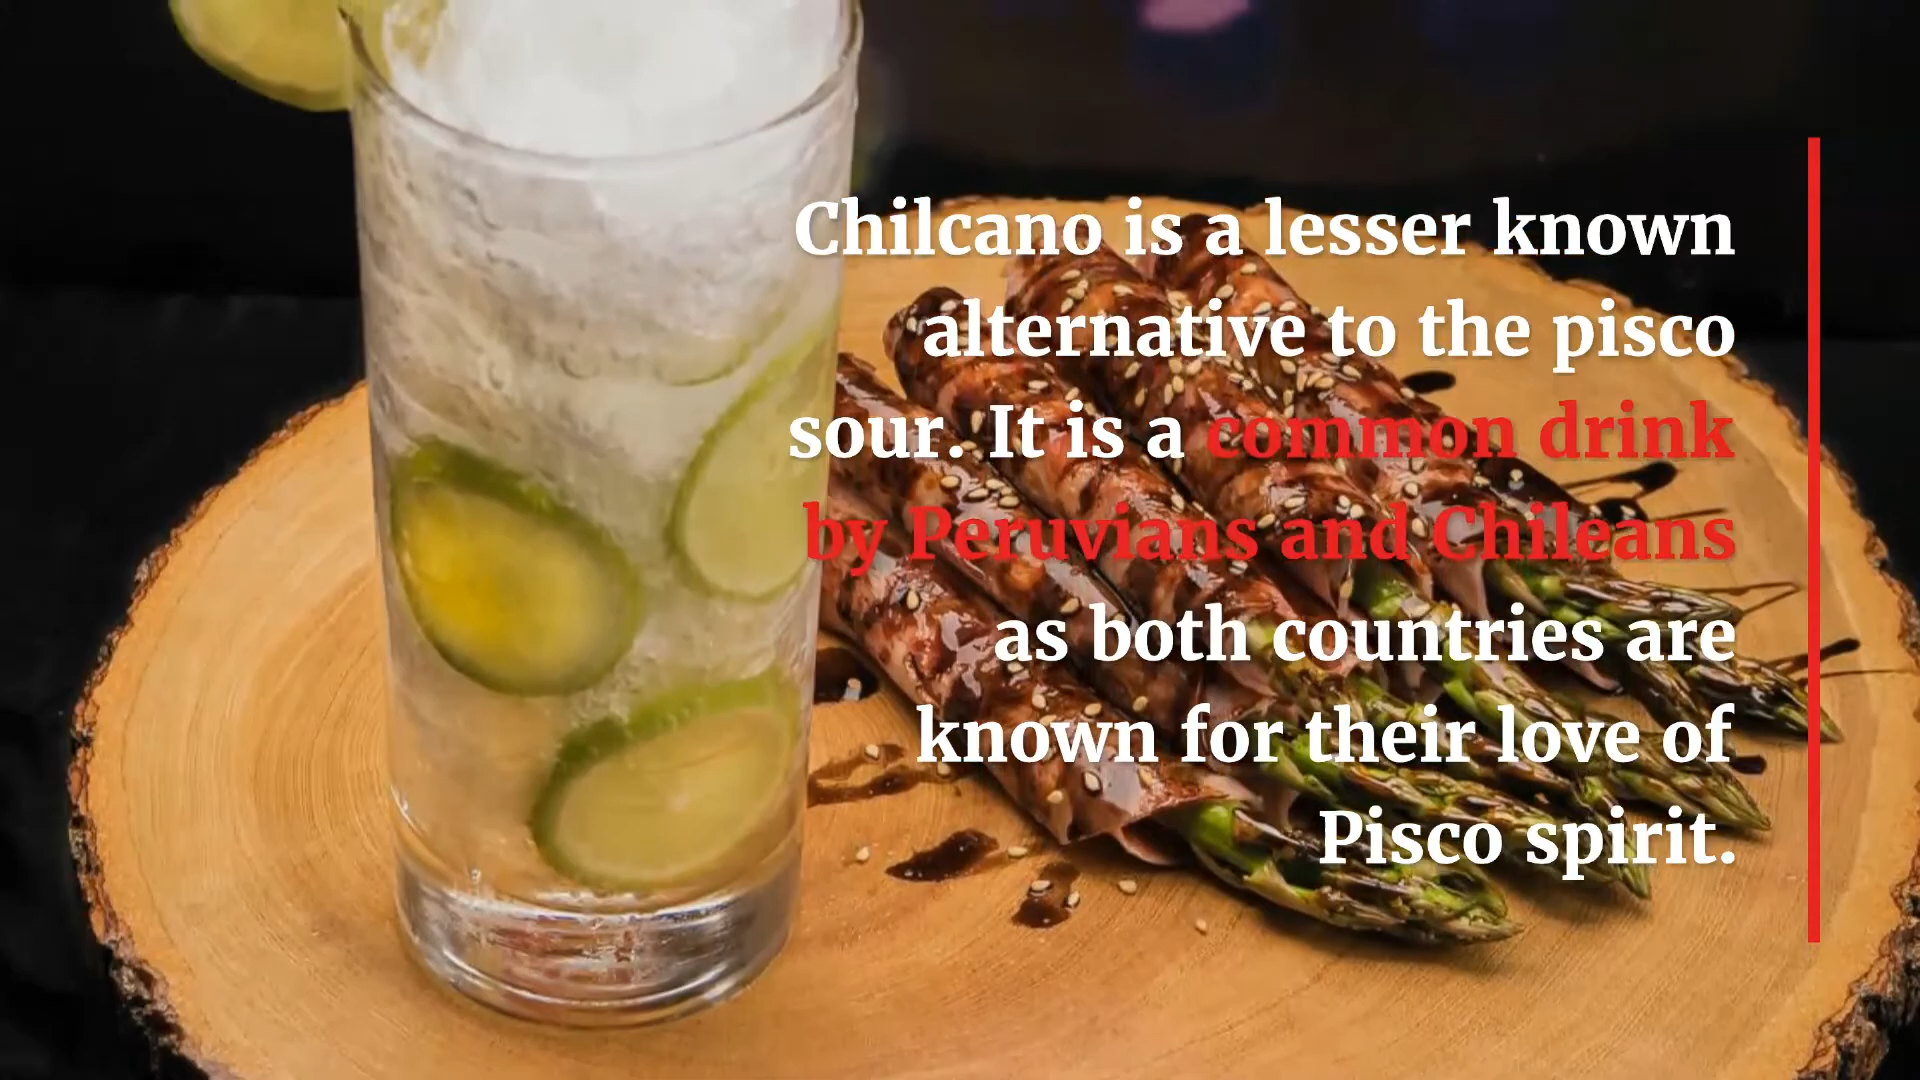 Chilcano is a lesser known
alternative to the pisco
sour. It is a common drink
by Peruvians and Chileans
as both countries are
known for their love of
Pisco spirit.